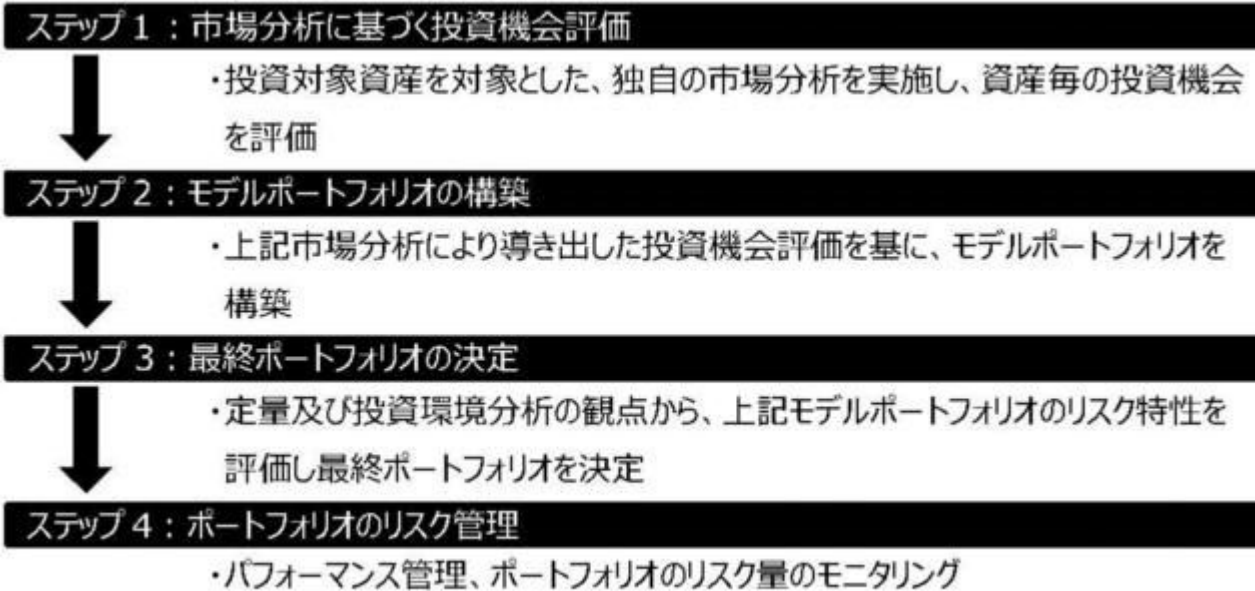 ステップ１：市場分析に基づく投資機会評価
・投資対象資産を対象とした、独自の市場分析を実施し、資産毎の投資機会
を評価
ステップ２：モデルポートフォリオの構築
・上記市場分析により導き出した投資機会評価を基に、モデルポートフォリオを
構築
ステップ３：最終ポートフォリオの決定
・定量及び投資環境分析の観点から、上記モデルポートフォリオのリスク特性を
評価し最終ポートフォリオを決定
ステップ４：ポートフォリオのリスク管理
・パフォーマンス管理、ポートフォリオのリスク量のモニタリング